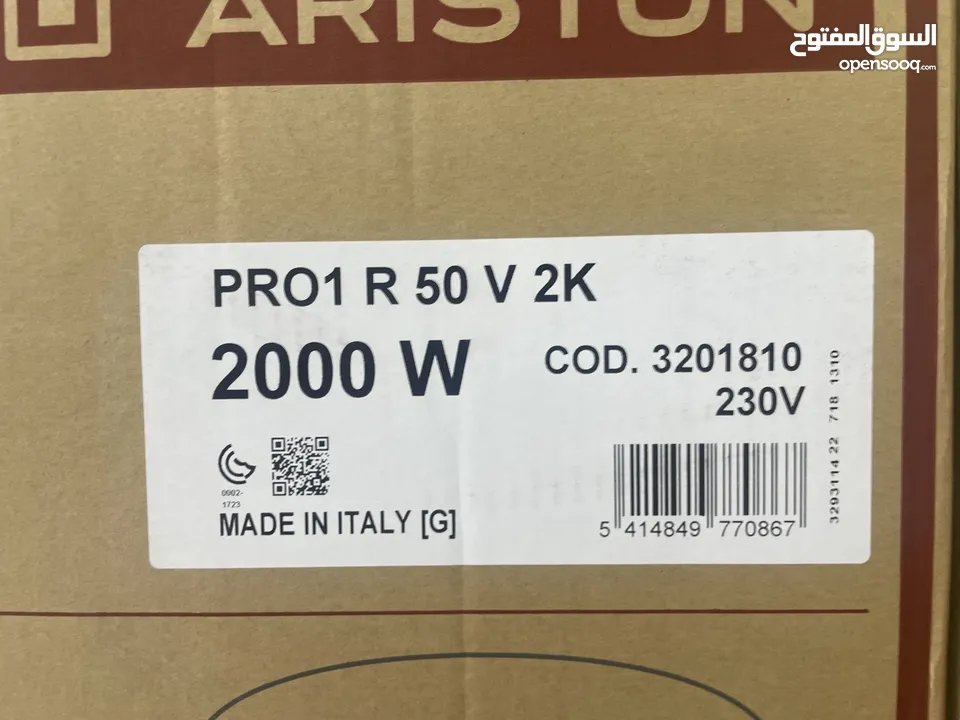 ARISTON
السوق المفتوح
opensooq.com
PRO1 R 50 V 2K
2000 W
COD. 3201810
230V
0002-
1723
MADE IN ITALY [G]
5 414849 770867
3293114 22 718 1310